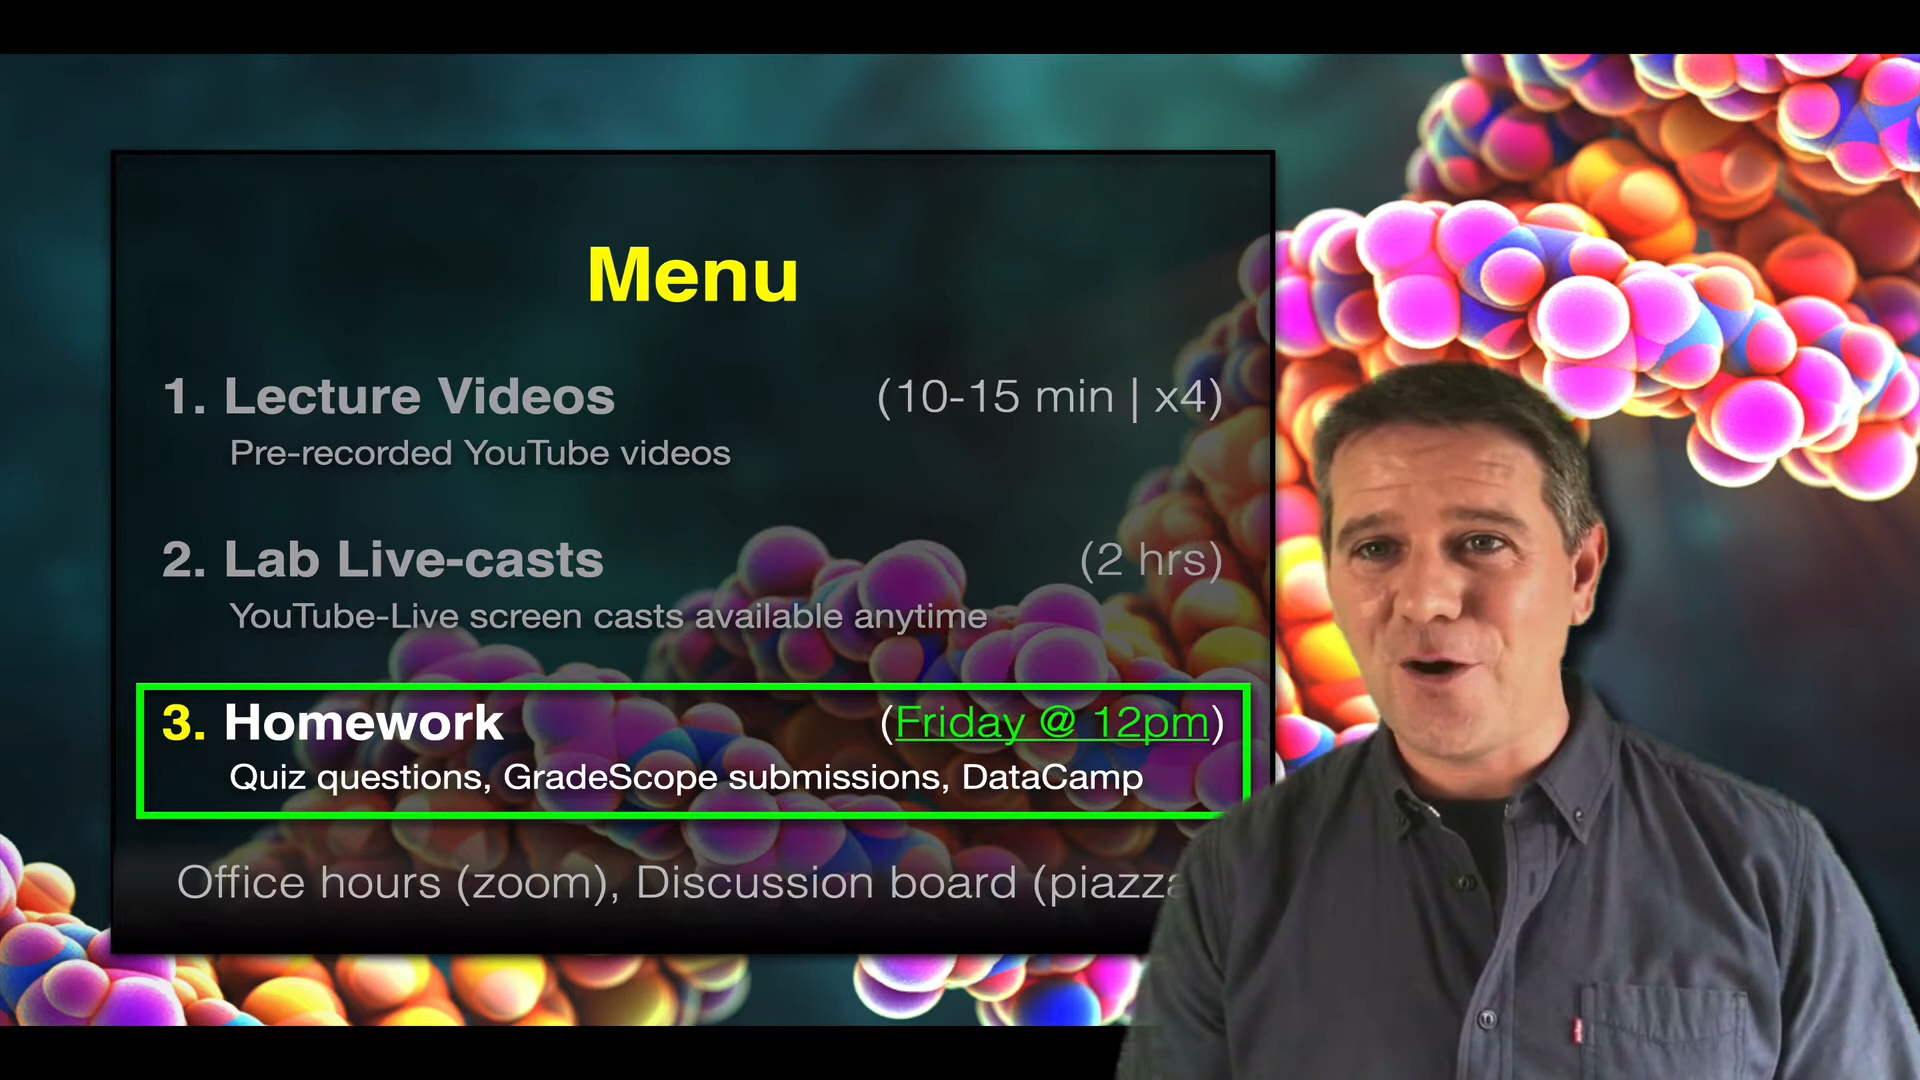 Menu
1. Lecture Videos (10-15 min | x4)
Pre-recorded YouTube videos
2. Lab Live-casts (2 hrs)
YouTube-Live screen casts available anytime
3. Homework (Friday @ 12pm)
Quiz questions, GradeScope submissions, DataCamp
Office hours (zoom), Discussion board (piazza